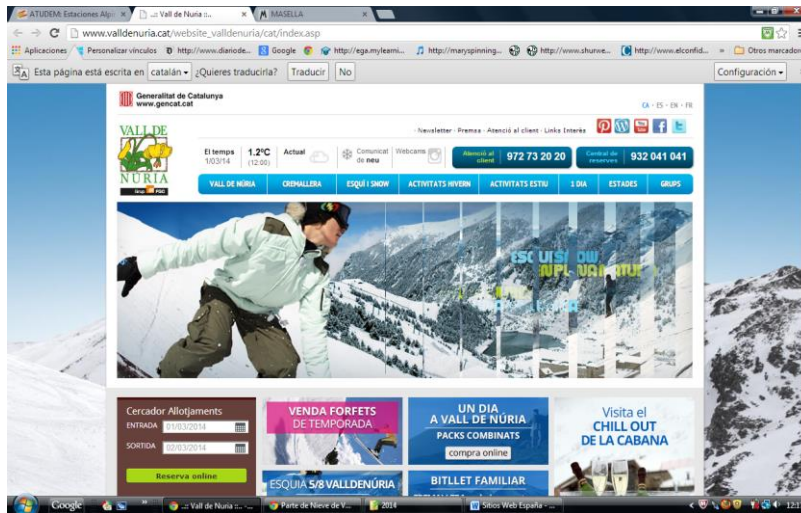 ATUDEM: Estaciones Alpi
..: Vall de Nuria :..
MASELLA
www.valldenuria.cat/website_valldenuria/cat/index.asp
Aplicaciones
Personalizar vínculos
http://www.diariode...
Google
http://ega.mylearni...
http://maryspinning...
http://www.shurwe...
http://www.elconfid...
»
Otros marcadores
Esta página está escrita en catalán ¿Quieres traducirla? Traducir No
Configuración
Generalitat de Catalunya
www.gencat.cat
CA - ES - EN - FR
· Newsletter · Premsa · Atenció al client · Links Interès
VALL DE
NÚRIA
FGC
El temps
1/03/14
1.2ºC
(12:00)
Actual
Comunicat
de neu
Webcams
Atenció al
client
972 73 20 20
Central de
reserves
932 041 041
VALL DE NÚRIA
CREMALLERA
ESQUÍ I SNOW
ACTIVITATS HIVERN
ACTIVITATS ESTIU
1 DIA
ESTADES
GRUPS
Cercador Allotjaments
ENTRADA 01/03/2014
SORTIDA 02/03/2014
Reserva online
VENDA FORFETS
DE TEMPORADA
ESQUIA 5/8 VALLDENÚRIA
UN DIA
A VALL DE NÚRIA
PACKS COMBINATS
compra online
BITLLET FAMILIAR
Visita el
CHILL OUT
DE LA CABANA
Google
»
..: Vall de Nuria :.. -...
Parte de Nieve de V...
2014
Sitios Web España - ...